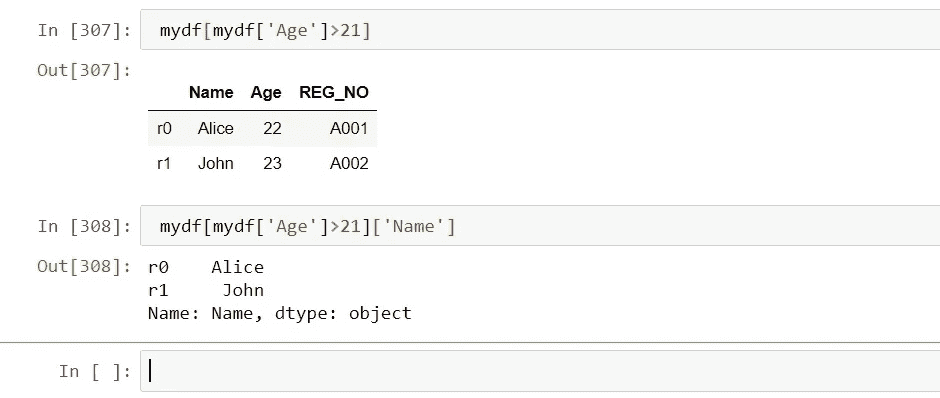 In [307]: mydf[mydf['Age']>21]
Out[307]:
Name Age REG_NO
r0 Alice 22 A001
r1 John 23 A002
In [308]: mydf[mydf['Age']>21]['Name']
Out[308]: r0    Alice
r1     John
Name: Name, dtype: object
In [ ]: